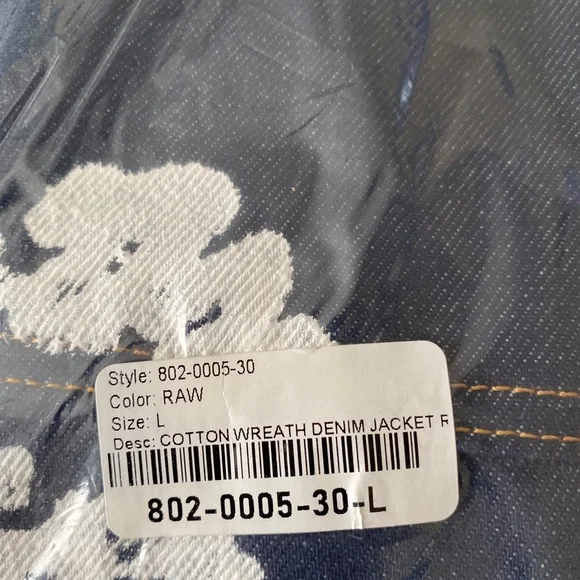 Style: 802-0005-30
Color: RAW
Size: L
Desc: COTTON WREATH DENIM JACKET R
802-0005-30-L